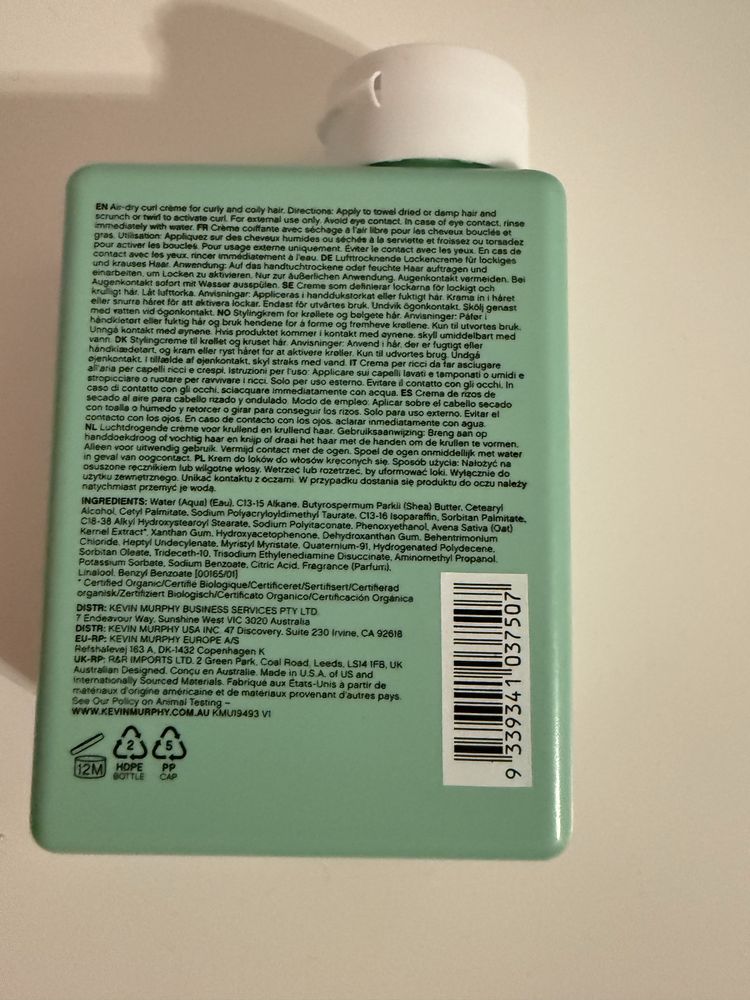 EN Air-dry curl crème for curly and coily hair. Directions: Apply to towel dried or damp hair and
scrunch or twirl to activate curl. For external use only. Avoid eye contact. In case of eye contact, rinse
immediately with water. FR Crème coiffante avec séchage à l'air libre pour les cheveux bouclés et
gras. Utilisation: Appliquez sur des cheveux humides ou séchés à la serviette et froissez ou torsadez
pour activer les boucles. Pour usage externe uniquement. Éviter le contact avec les yeux. En cas de
contact avec les yeux, rincer immédiatement à l'eau. DE Lufttrocknende Lockencreme für lockiges
und krauses Haar. Anwendung: Auf das handtuchtrockene oder feuchte Haar auftragen und
einarbeiten, um Locken zu aktivieren. Nur zur äußerlichen Anwendung. Augenkontakt vermeiden. Bei
Augenkontakt sofort mit Wasser ausspülen. SE Creme som definierar lockarna för lockigt och
krulligt hår. Låt lufttorka. Anvisningar: Appliceras i handdukstorkat eller fuktigt hår. Krama in i håret
eller snurra håret för att aktivera lockar. Endast för utvärtes bruk. Undvik ögonkontakt. Skölj genast
med vatten vid ögonkontakt. NO Stylingkrem for krøllete og bølgete hår. Anvisninger: Påfør i
håndkletørt eller fuktig hår og bruk hendene for å forme og fremheve krøllene. Kun til utvortes bruk.
Unngå kontakt med øynene. Hvis produktet kommer i kontakt med øynene, skyll umiddelbart med
vann. DK Stylingcreme til krøllet og kruset hår. Anvisninger: Anvend i hår, der er fugtigt eller
håndklædetørt, og kram eller ryst håret for at aktivere krøller. Kun til udvortes brug. Undgå
øjenkontakt. I tilfælde af øjenkontakt, skyl straks med vand. IT Crema per ricci da far asciugare
all'aria per capelli ricci e crespi. Istruzioni per l'uso: Applicare sui capelli lavati e tamponati o umidi e
stropicciare o ruotare per ravvivare i ricci. Solo per uso esterno. Evitare il contatto con gli occhi. In
caso di contatto con gli occhi, sciacquare immediatamente con acqua. ES Crema de rizos de
secado al aire para cabello rizado y ondulado. Modo de empleo: Aplicar sobre el cabello secado
con toalla o húmedo y retorcer o girar para conseguir los rizos. Solo para uso externo. Evitar el
contacto con los ojos. En caso de contacto con los ojos, aclarar inmediatamente con agua.
NL Luchtdrogende crème voor krullend en krullend haar. Gebruiksaanwijzing: Breng aan op
handdoekdroog of vochtig haar en knijp of draai het haar met de handen om de krullen te vormen.
Alleen voor uitwendig gebruik. Vermijd contact met de ogen. Spoel de ogen onmiddellijk met water
in geval van oogcontact. PL Krem do loków do włosów kręconych się. Sposób użycia: Nałożyć na
osuszone ręcznikiem lub wilgotne włosy. Wetrzeć lub rozetrzeć, by uformować loki. Wyłącznie do
użytku zewnętrznego. Unikać kontaktu z oczami. W przypadku dostania się produktu do oczu należy
natychmiast przemyć je wodą.
INGREDIENTS: Water (Aqua) (Eau), C13-15 Alkane, Butyrospermum Parkii (Shea) Butter, Cetearyl
Alcohol, Cetyl Palmitate, Sodium Polyacryloyldimethyl Taurate, C13-16 Isoparaffin, Sorbitan Palmitate,
C18-38 Alkyl Hydroxystearoyl Stearate, Sodium Polyitaconate, Phenoxyethanol, Avena Sativa (Oat)
Kernel Extract*, Xanthan Gum, Hydroxyacetophenone, Dehydroxanthan Gum, Behentrimonium
Chloride, Heptyl Undecylenate, Myristyl Myristate, Quaternium-91, Hydrogenated Polydecene,
Sorbitan Oleate, Trideceth-10, Trisodium Ethylenediamine Disuccinate, Aminomethyl Propanol,
Potassium Sorbate, Sodium Benzoate, Citric Acid, Fragrance (Parfum),
Linalool, Benzyl Benzoate [00165/01]
* Certified Organic/Certifié Biologique/Certificeret/Sertifisert/Certifierad
organisk/Zertifiziert Biologisch/Certificato Organico/Certificación Orgánica
DISTR: KEVIN MURPHY BUSINESS SERVICES PTY LTD
7 Endeavour Way, Sunshine West VIC 3020 Australia
DISTR: KEVIN MURPHY USA INC. 47 Discovery, Suite 230 Irvine, CA 92618
EU-RP: KEVIN MURPHY EUROPE A/S
Refshalevej 163 A, DK-1432 Copenhagen K
UK-RP: R&R IMPORTS LTD. 2 Green Park, Coal Road, Leeds, LS14 1FB, UK
Australian Designed. Conçu en Australie. Made in U.S.A. of US and
Internationally Sourced Materials. Fabriqué aux États-Unis à partir de
matériaux d'origine américaine et de matériaux provenant d'autres pays.
See Our Policy on Animal Testing –
WWW.KEVINMURPHY.COM.AU KMU19493 V1
12M
2
HDPE
BOTTLE
5
PP
CAP
9 339341 037507